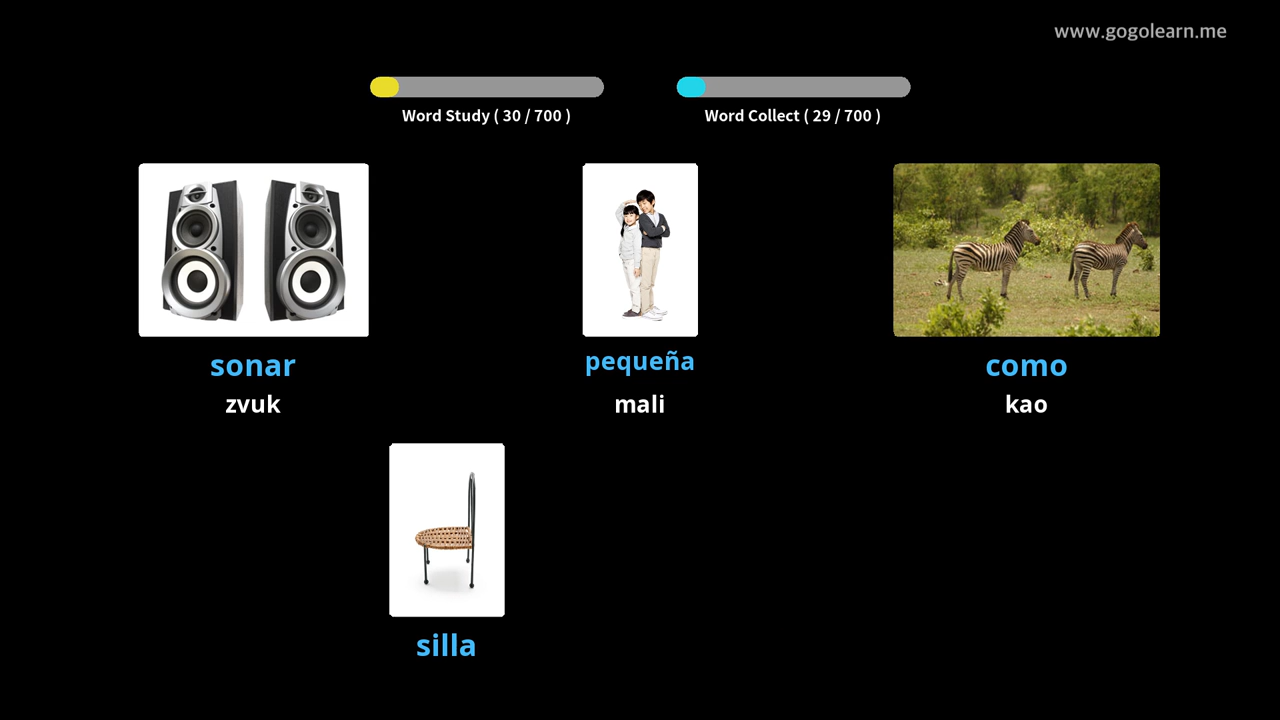 www.gogolearn.me
Word Study ( 30 / 700 )
Word Collect ( 29 / 700 )
sonar
zvuk
pequeña
mali
como
kao
silla